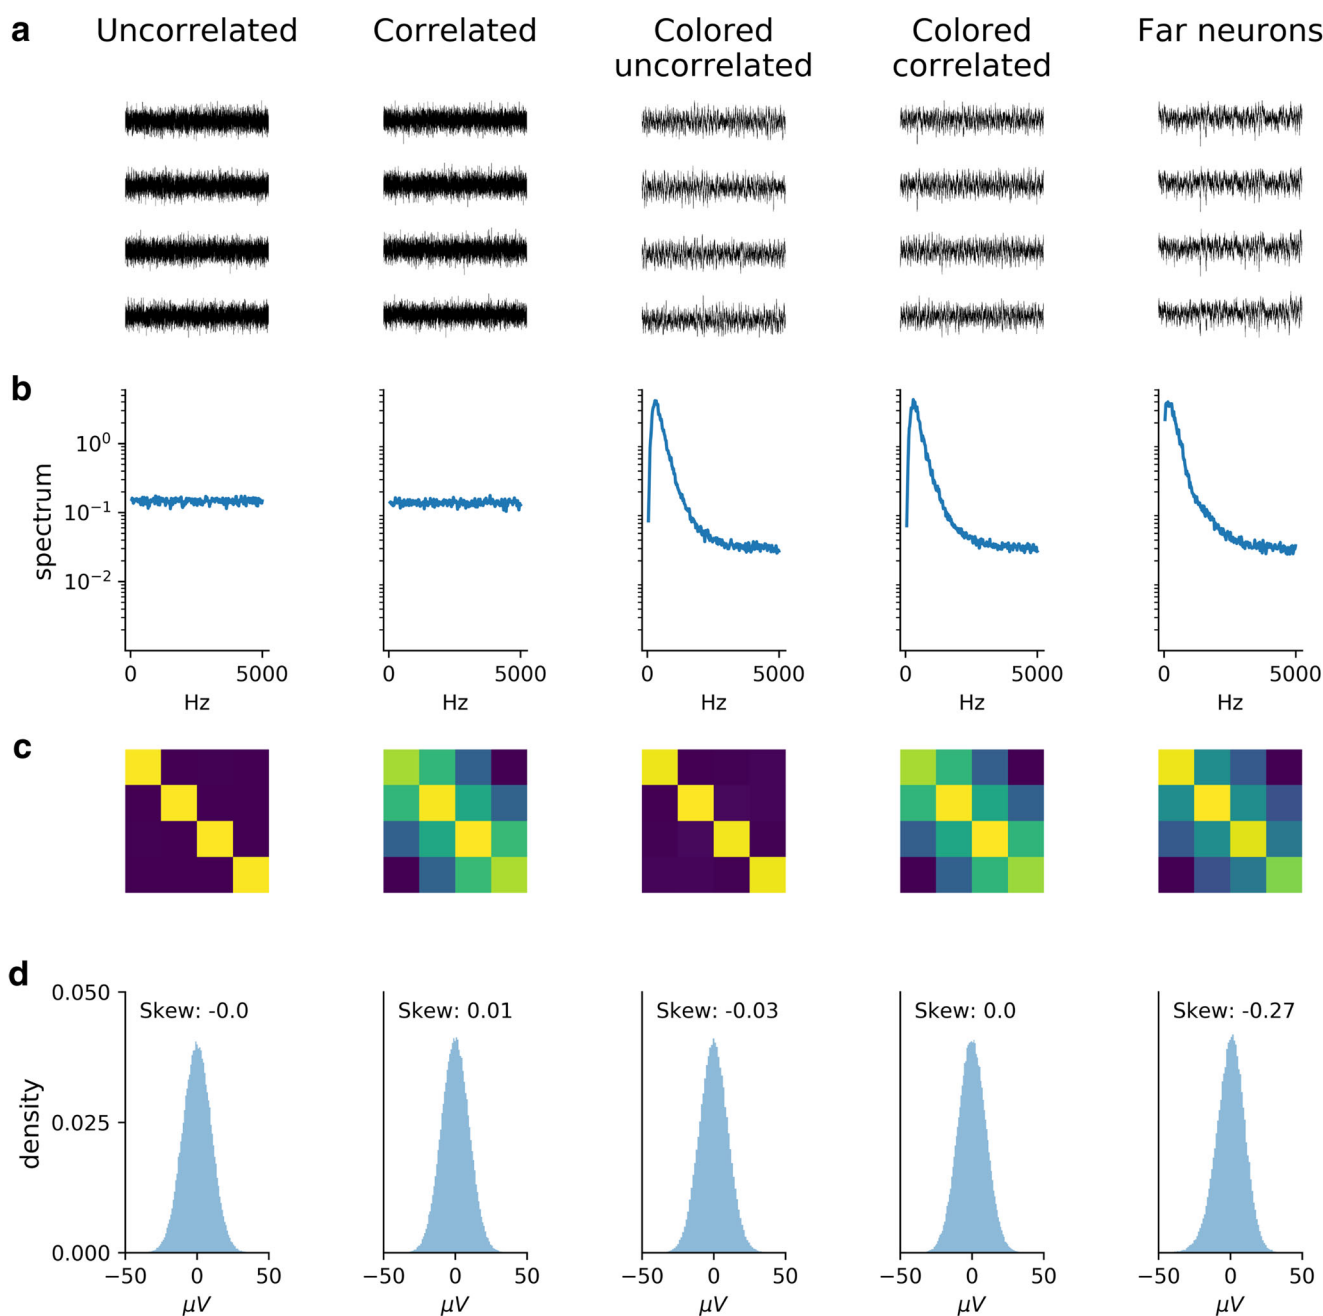 a
Uncorrelated
Correlated
Colored
uncorrelated
Colored
correlated
Far neurons
b
spectrum
10⁰
10⁻¹
10⁻²
0 5000
Hz
0 5000
Hz
0 5000
Hz
0 5000
Hz
0 5000
Hz
c
d
density
0.050
0.025
0.000
Skew: -0.0
Skew: 0.01
Skew: -0.03
Skew: 0.0
Skew: -0.27
−50 0 50
μV
−50 0 50
μV
−50 0 50
μV
−50 0 50
μV
−50 0 50
μV